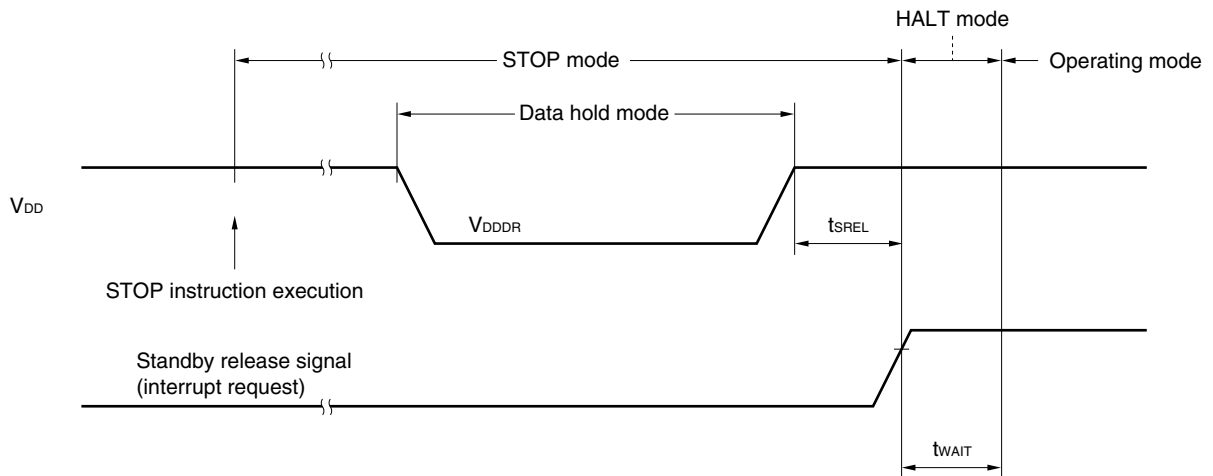 HALT mode
STOP mode
Operating mode
Data hold mode
VDD
VDDDR
tSREL
STOP instruction execution
Standby release signal
(interrupt request)
tWAIT